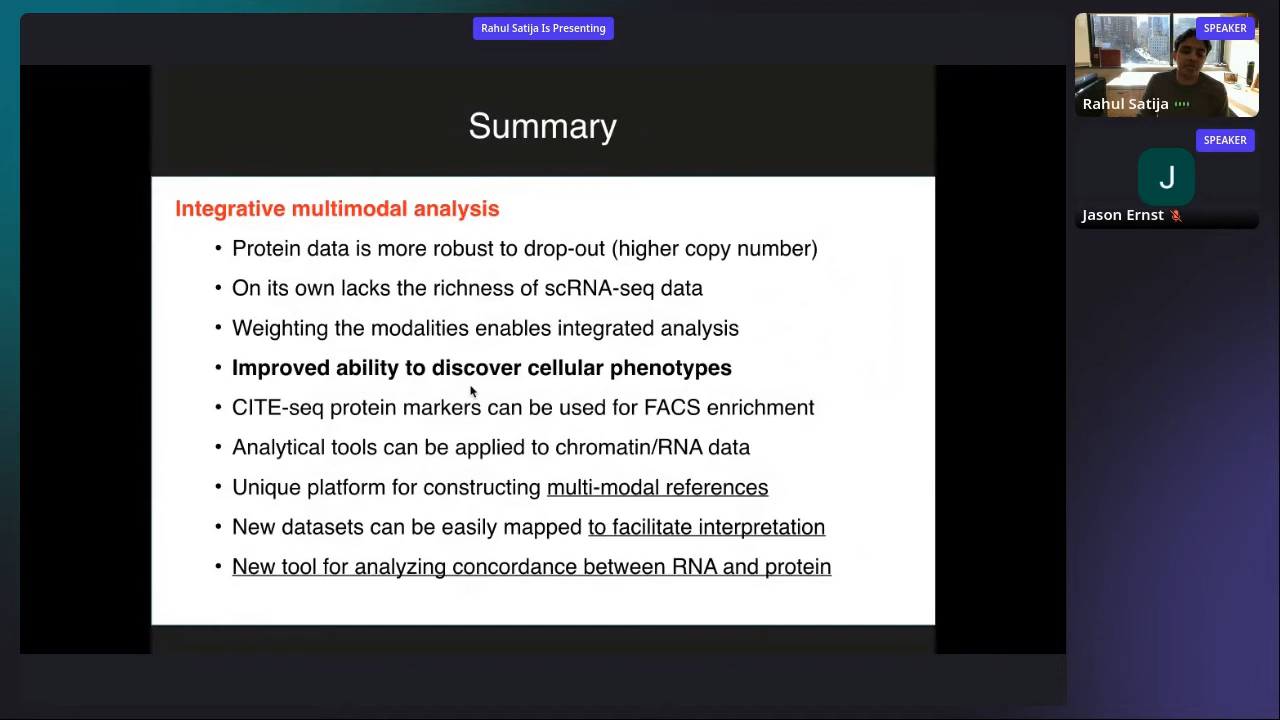 Rahul Satija Is Presenting
SPEAKER
Rahul Satija
SPEAKER
J
Jason Ernst
Summary
Integrative multimodal analysis
• Protein data is more robust to drop-out (higher copy number)
• On its own lacks the richness of scRNA-seq data
• Weighting the modalities enables integrated analysis
• Improved ability to discover cellular phenotypes
• CITE-seq protein markers can be used for FACS enrichment
• Analytical tools can be applied to chromatin/RNA data
• Unique platform for constructing multi-modal references
• New datasets can be easily mapped to facilitate interpretation
• New tool for analyzing concordance between RNA and protein